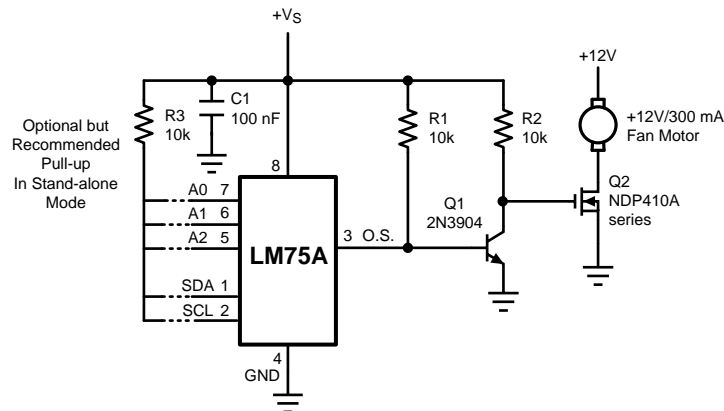 +VS
+12V
C1
100 nF
R3
10k
R1
10k
R2
10k
+12V/300 mA
Fan Motor
Optional but
Recommended
Pull-up
In Stand-alone
Mode
8
A0 7
A1 6
A2 5
SDA 1
SCL 2
LM75A
3 O.S.
Q1
2N3904
Q2
NDP410A
series
4
GND